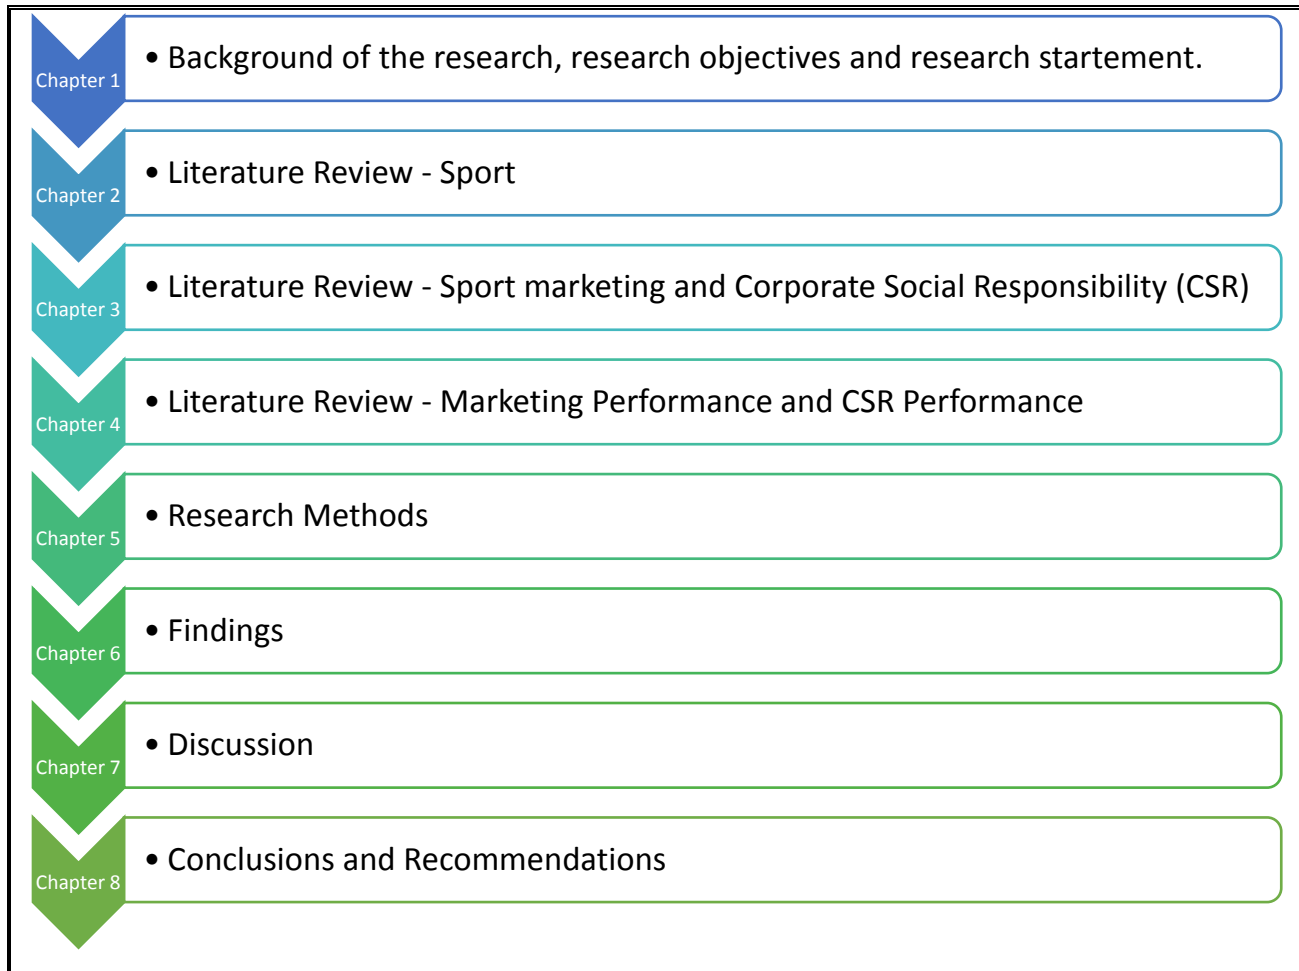 Chapter 1
• Background of the research, research objectives and research startement.
Chapter 2
• Literature Review - Sport
Chapter 3
• Literature Review - Sport marketing and Corporate Social Responsibility (CSR)
Chapter 4
• Literature Review - Marketing Performance and CSR Performance
Chapter 5
• Research Methods
Chapter 6
• Findings
Chapter 7
• Discussion
Chapter 8
• Conclusions and Recommendations